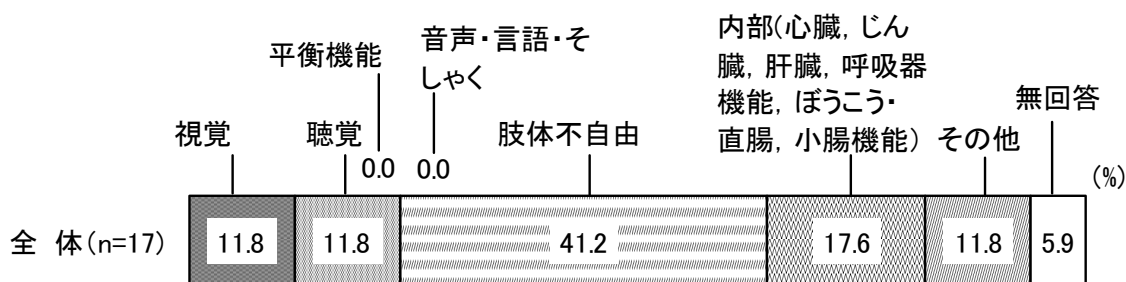 平衡機能
音声・言語・そ
しゃく
内部（心臓，じん
臓，肝臓，呼吸器
機能，ぼうこう・
直腸，小腸機能）
視覚
聴覚
0.0
0.0
肢体不自由
その他
無回答
(%)
全 体（n=17）
11.8
11.8
41.2
17.6
11.8
5.9